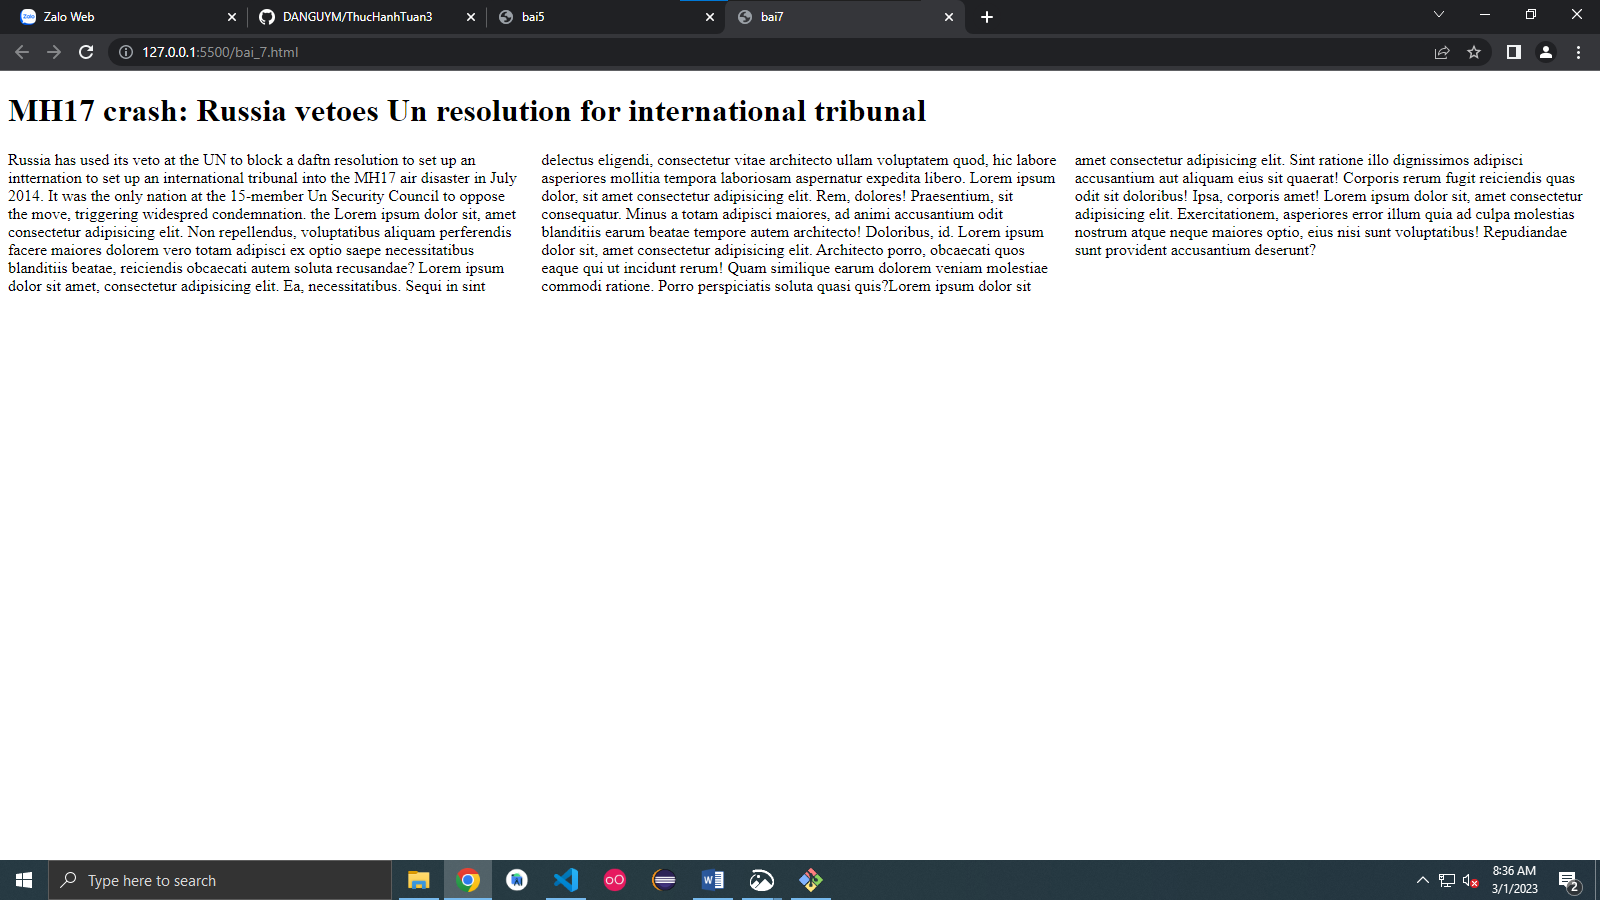 Zalo Web
DANGUYM/ThucHanhTuan3
bai5
bai7
127.0.0.1:5500/bai_7.html
MH17 crash: Russia vetoes Un resolution for international tribunal
Russia has used its veto at the UN to block a daftn resolution to set up an
intternation to set up an international tribunal into the MH17 air disaster in July
2014. It was the only nation at the 15-member Un Security Council to oppose
the move, triggering widespred condemnation. the Lorem ipsum dolor sit, amet
consectetur adipisicing elit. Non repellendus, voluptatibus aliquam perferendis
facere maiores dolorem vero totam adipisci ex optio saepe necessitatibus
blanditiis beatae, reiciendis obcaecati autem soluta recusandae? Lorem ipsum
dolor sit amet, consectetur adipisicing elit. Ea, necessitatibus. Sequi in sint
delectus eligendi, consectetur vitae architecto ullam voluptatem quod, hic labore
asperiores mollitia tempora laboriosam aspernatur expedita libero. Lorem ipsum
dolor, sit amet consectetur adipisicing elit. Rem, dolores! Praesentium, sit
consequatur. Minus a totam adipisci maiores, ad animi accusantium odit
blanditiis earum beatae tempore autem architecto! Doloribus, id. Lorem ipsum
dolor sit, amet consectetur adipisicing elit. Architecto porro, obcaecati quos
eaque qui ut incidunt rerum! Quam similique earum dolorem veniam molestiae
commodi ratione. Porro perspiciatis soluta quasi quis?Lorem ipsum dolor sit
amet consectetur adipisicing elit. Sint ratione illo dignissimos adipisci
accusantium aut aliquam eius sit quaerat! Corporis rerum fugit reiciendis quas
odit sit doloribus! Ipsa, corporis amet! Lorem ipsum dolor sit, amet consectetur
adipisicing elit. Exercitationem, asperiores error illum quia ad culpa molestias
nostrum atque neque maiores optio, eius nisi sunt voluptatibus! Repudiandae
sunt provident accusantium deserunt?
Type here to search
8:36 AM
3/1/2023
2